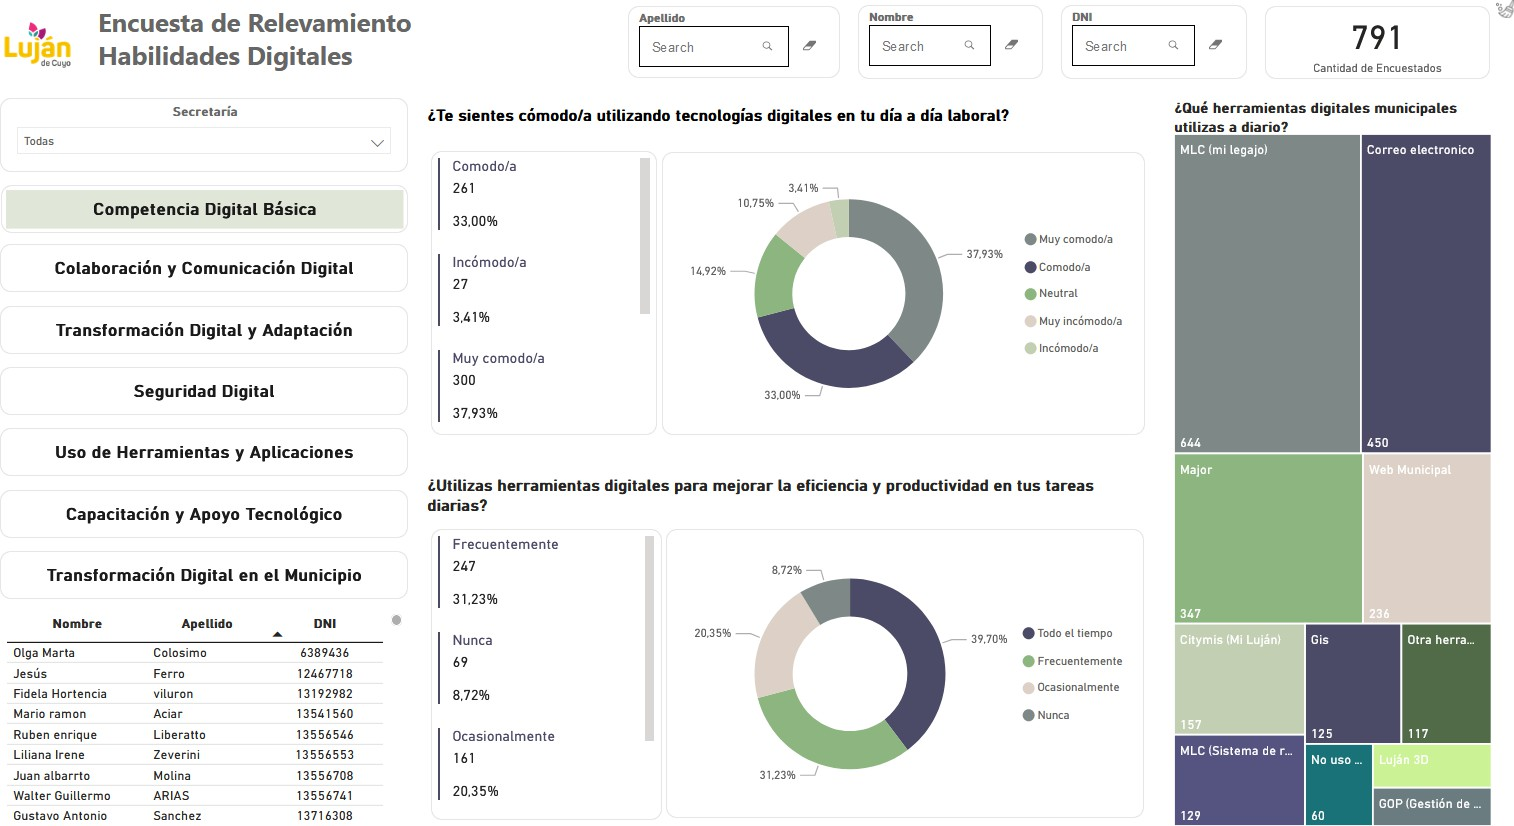 Luján
de Cuyo
Encuesta de Relevamiento
Habilidades Digitales
Apellido
Search
Nombre
Search
DNI
Search
791
Cantidad de Encuestados
Secretaría
Todas
Competencia Digital Básica
Colaboración y Comunicación Digital
Transformación Digital y Adaptación
Seguridad Digital
Uso de Herramientas y Aplicaciones
Capacitación y Apoyo Tecnológico
Transformación Digital en el Municipio
Nombre Apellido DNI
Olga Marta Colosimo 6389436
Jesús Ferro 12467718
Fidela Hortencia viluron 13192982
Mario ramon Aciar 13541560
Ruben enrique Liberatto 13556546
Liliana Irene Zeverini 13556553
Juan albarrto Molina 13556708
Walter Guillermo ARIAS 13556741
Gustavo Antonio Sanchez 13716308
¿Te sientes cómodo/a utilizando tecnologías digitales en tu día a día laboral?
Comodo/a
261
33,00%
Incómodo/a
27
3,41%
Muy comodo/a
300
37,93%
3,41%
10,75%
14,92%
37,93%
33,00%
Muy comodo/a
Comodo/a
Neutral
Muy incómodo/a
Incómodo/a
¿Utilizas herramientas digitales para mejorar la eficiencia y productividad en tus tareas
diarias?
Frecuentemente
247
31,23%
Nunca
69
8,72%
Ocasionalmente
161
20,35%
8,72%
20,35%
39,70%
31,23%
Todo el tiempo
Frecuentemente
Ocasionalmente
Nunca
¿Qué herramientas digitales municipales
utilizas a diario?
MLC (mi legajo)
644
Correo electronico
450
Major
347
Web Municipal
236
Citymis (Mi Luján)
157
Gis
125
Otra herra...
117
MLC (Sistema de r...
129
No uso ...
60
Luján 3D
GOP (Gestión de ...